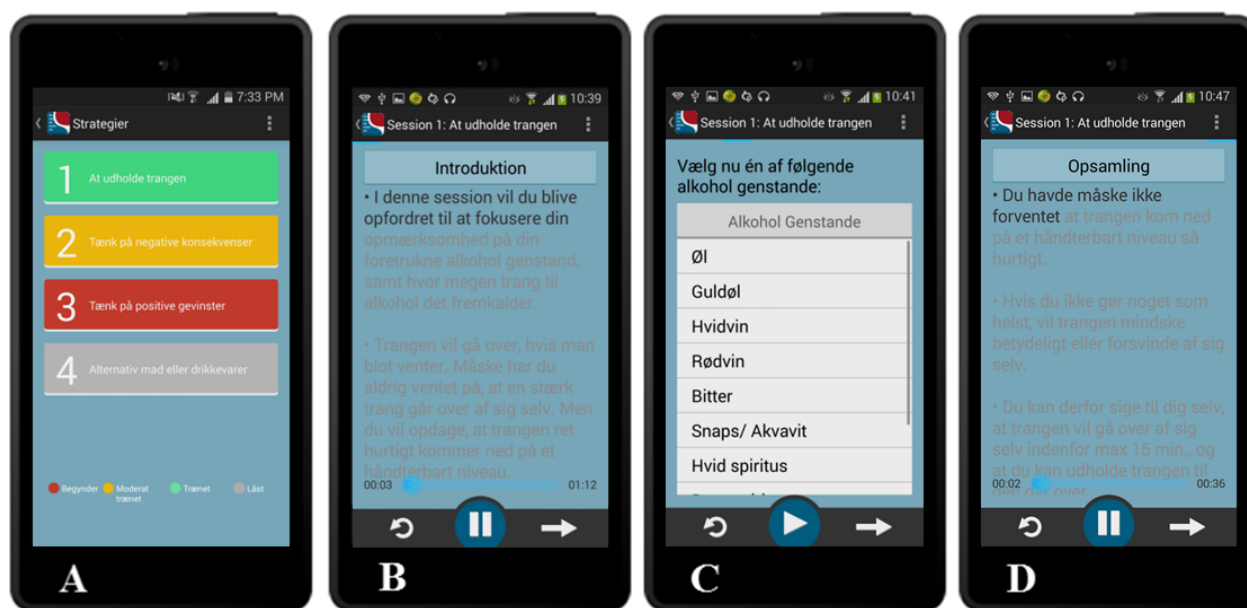 7:33 PM
Strategier
1 At udholde trangen
2 Tænk på negative konsekvenser
3 Tænk på positive gevinster
4 Alternativ mad eller drikkevarer
Begynder
Moderat
trænet
Trænet
Låst
A
10:39
Session 1: At udholde trangen
Introduktion
• I denne session vil du blive
opfordret til at fokusere din
opmærksomhed på din
foretrukne alkohol genstand,
samt hvor megen trang til
alkohol det fremkalder.
• Trangen vil gå over, hvis man
blot venter. Måske har du
aldrig ventet på, at en stærk
trang går over af sig selv. Men
du vil opdage, at trangen ret
hurtigt kommer ned på et
håndterbart niveau.
00:03 01:12
B
10:41
Session 1: At udholde trangen
Vælg nu én af følgende
alkohol genstande:
Alkohol Genstande
Øl
Guldøl
Hvidvin
Rødvin
Bitter
Snaps/ Akvavit
Hvid spiritus
C
10:47
Session 1: At udholde trangen
Opsamling
• Du havde måske ikke
forventet at trangen kom ned
på et håndterbart niveau så
hurtigt.
• Hvis du ikke gør noget som
helst, vil trangen mindske
betydeligt eller forsvinde af sig
selv.
• Du kan derfor sige til dig selv,
at trangen vil gå over af sig
selv indenfor max 15 min., og
at du kan udholde trangen til
den går over.
00:02 00:36
D